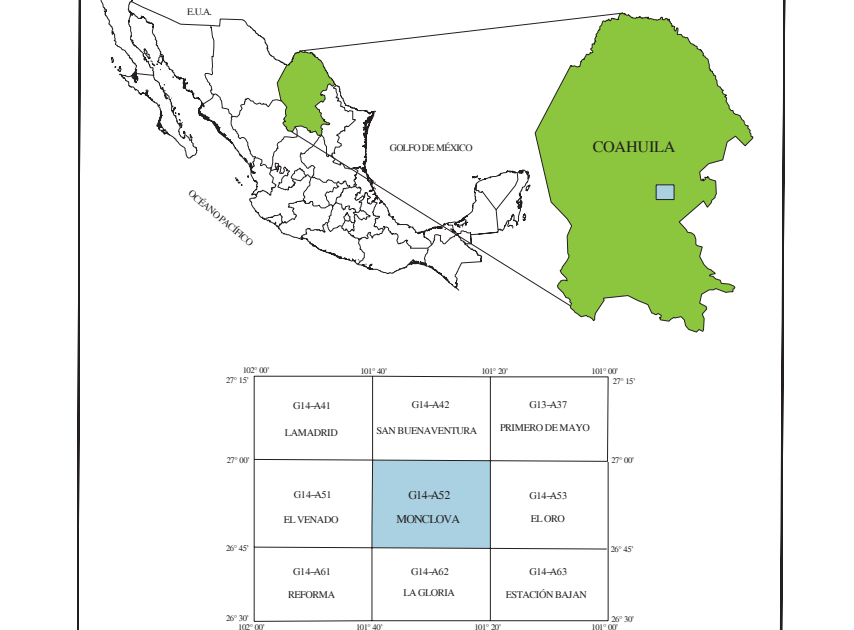 E.U.A.
GOLFO DE MÉXICO
OCÉANO PACÍFICO
COAHUILA
102° 00' 101° 40' 101° 20' 101° 00'
27° 15' 27° 15'
G14-A41 G14-A42 G13-A37
LAMADRID SAN BUENAVENTURA PRIMERO DE MAYO
27° 00' 27° 00'
G14-A51 G14-A52 G14-A53
EL VENADO MONCLOVA EL ORO
26° 45' 26° 45'
G14-A61 G14-A62 G14-A63
REFORMA LA GLORIA ESTACIÓN BAJAN
26° 30' 26° 30'
102° 00' 101° 40' 101° 20' 101° 00'